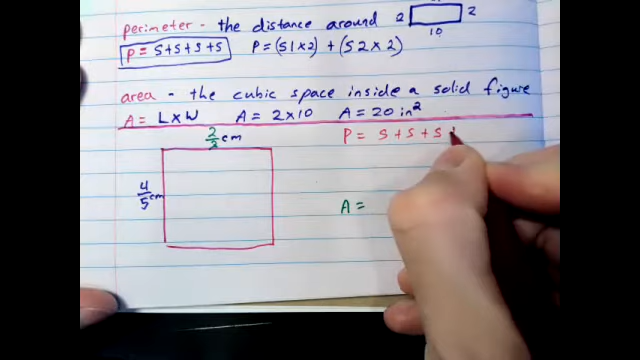 perimeter - the distance around 2 2
10
P = S+S+S+S P = (S1 x 2) + (S2 x 2)
area - the cubic space inside a solid figure
A = L x W A = 2 x 10 A = 20 in²
2/3 cm P = S + S + S
4/5 cm A =